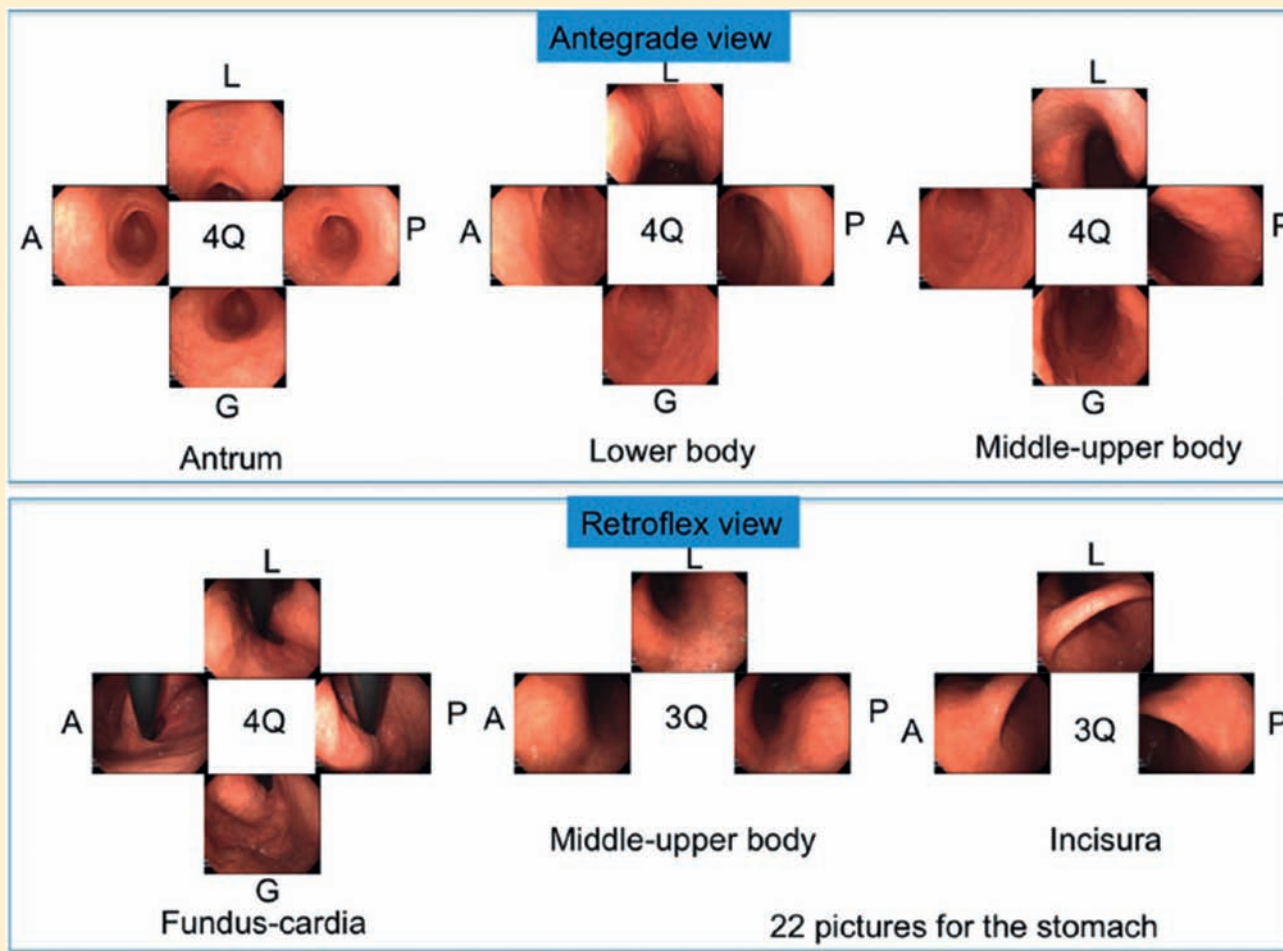 Antegrade view
L
L
L
A
4Q
P
A
4Q
P
A
4Q
P
G
G
G
Antrum
Lower body
Middle-upper body
Retroflex view
L
L
L
A
4Q
P
A
3Q
P
A
3Q
P
G
Fundus-cardia
Middle-upper body
Incisura
22 pictures for the stomach